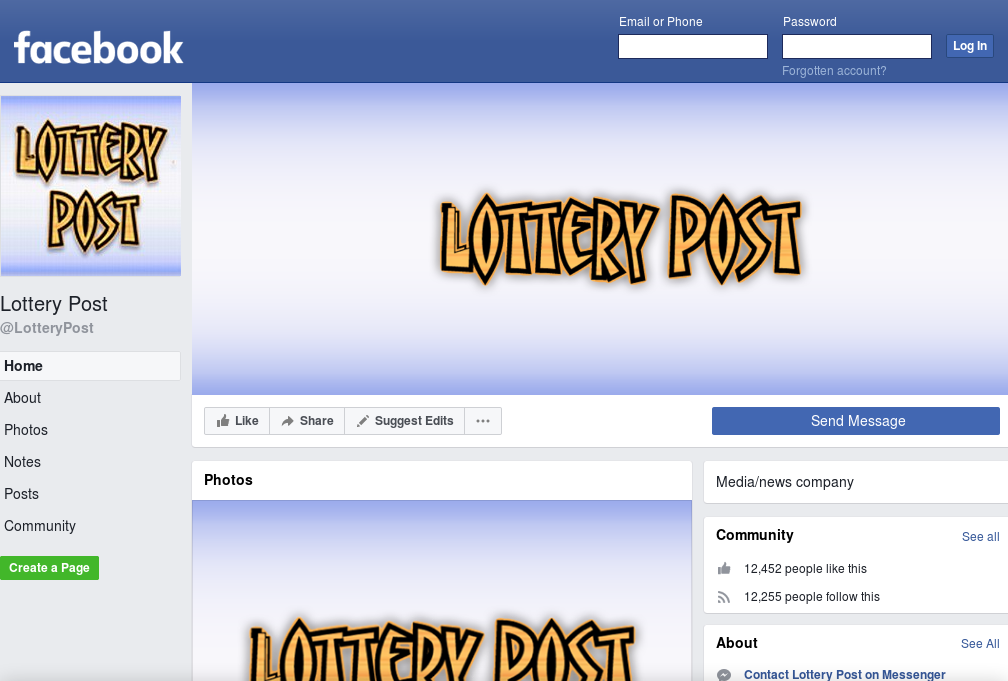 facebook
Email or Phone
Password
Log In
Forgotten account?
LOTTERY
POST
LOTTERY POST
Lottery Post
@LotteryPost
Home
About
Photos
Notes
Posts
Community
Create a Page
Like
Share
Suggest Edits
...
Send Message
Photos
LOTTERY POST
Media/news company
Community
See all
12,452 people like this
12,255 people follow this
About
See All
Contact Lottery Post on Messenger